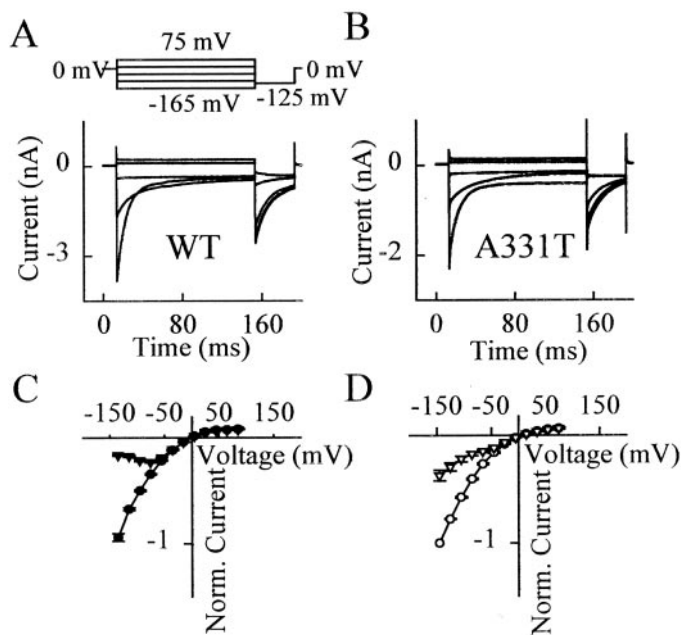 A
B
75 mV
0 mV
0 mV
-165 mV
-125 mV
Current (nA)
0
-3
WT
0
80
160
Time (ms)
Current (nA)
0
-2
A331T
0
80
160
Time (ms)
C
D
-150
-50
50
150
Voltage (mV)
-1
Norm. Current
-150
-50
50
150
Voltage (mV)
-1
Norm. Current